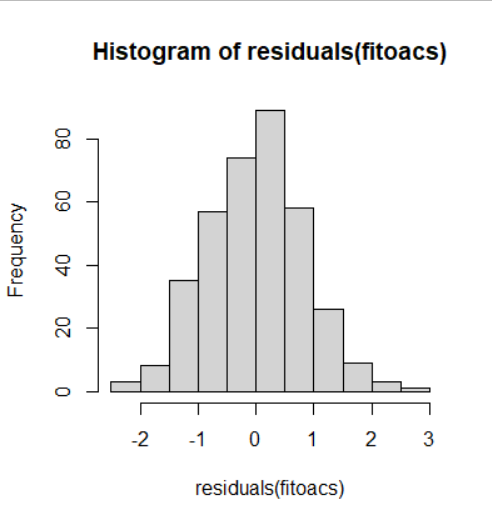 Histogram of residuals(fitoacs)
Frequency
80
60
40
20
0
-2 -1 0 1 2 3
residuals(fitoacs)